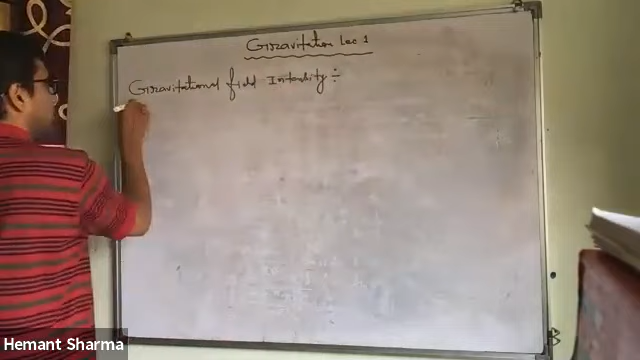 Gravitation Lec 1
Gravitational field Intensity ÷
Hemant Sharma